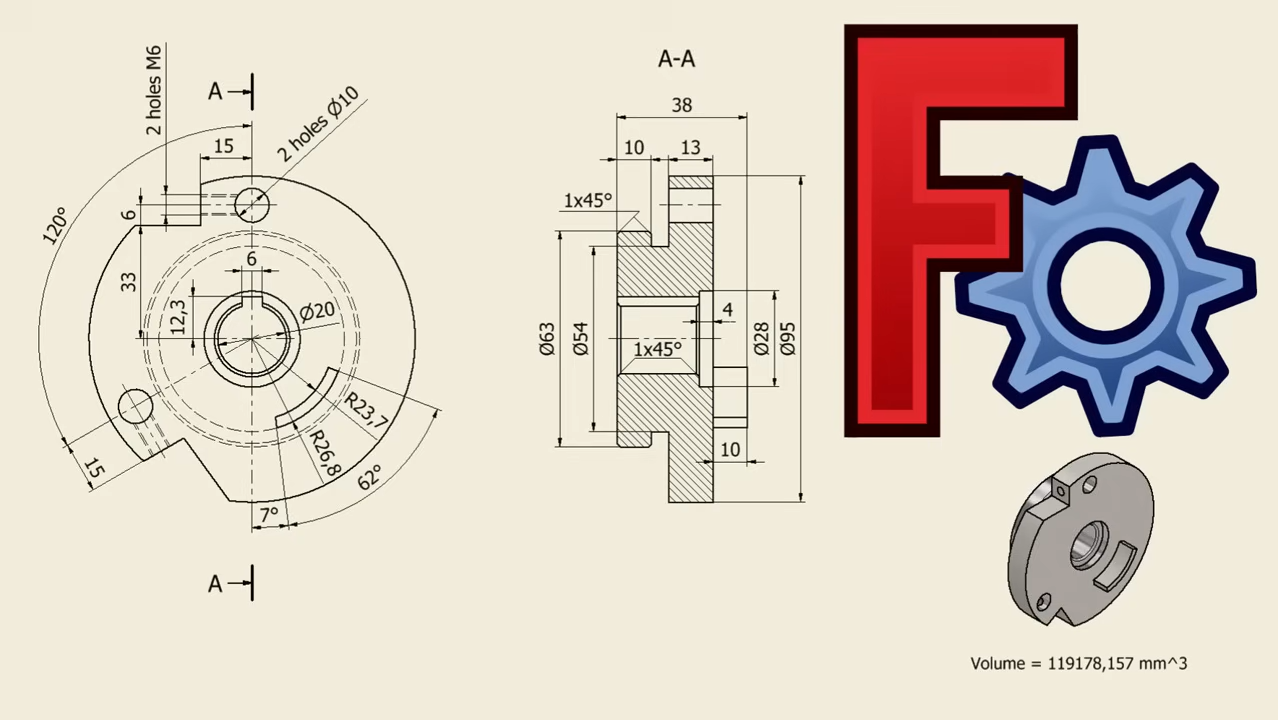 2 holes M6
A
2 holes Ø10
15
120°
6
33
6
12,3
Ø20
R23,7
R26,8
62°
7°
15
A
A-A
38
10
13
1x45°
4
Ø63
Ø54
1x45°
Ø28
Ø95
10
F
Volume = 119178,157 mm^3